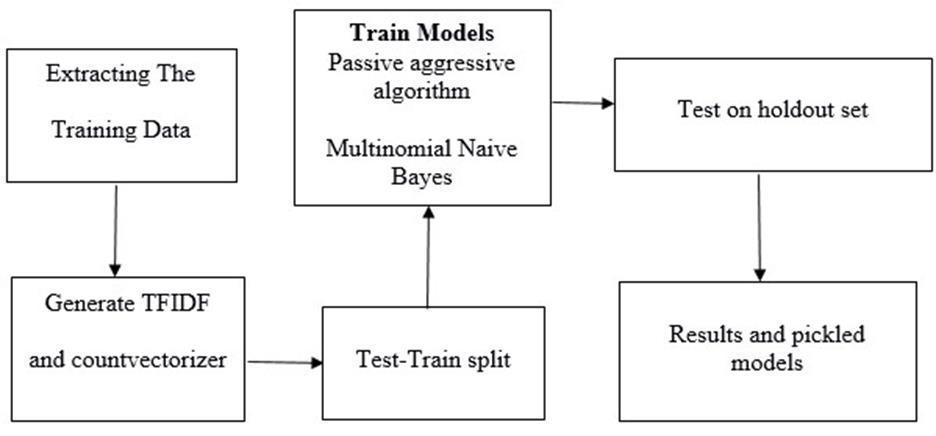 Extracting The
Training Data
Generate TFIDF
and countvectorizer
Test-Train split
Train Models
Passive aggressive
algorithm
Multinomial Naive
Bayes
Test on holdout set
Results and pickled
models